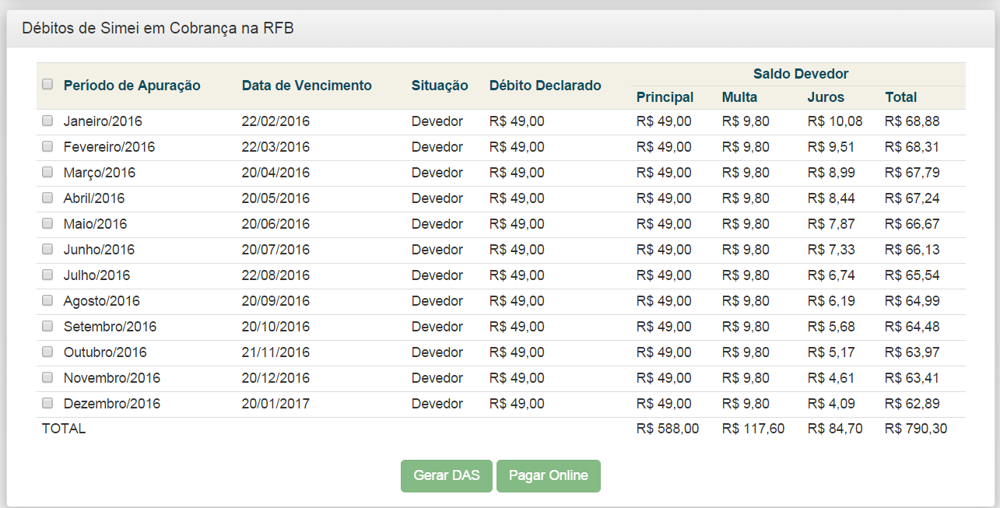 Débitos de Simei em Cobrança na RFB
Período de Apuração Data de Vencimento Situação Débito Declarado Saldo Devedor
Principal Multa Juros Total
Janeiro/2016 22/02/2016 Devedor R$ 49,00 R$ 49,00 R$ 9,80 R$ 10,08 R$ 68,88
Fevereiro/2016 22/03/2016 Devedor R$ 49,00 R$ 49,00 R$ 9,80 R$ 9,51 R$ 68,31
Março/2016 20/04/2016 Devedor R$ 49,00 R$ 49,00 R$ 9,80 R$ 8,99 R$ 67,79
Abril/2016 20/05/2016 Devedor R$ 49,00 R$ 49,00 R$ 9,80 R$ 8,44 R$ 67,24
Maio/2016 20/06/2016 Devedor R$ 49,00 R$ 49,00 R$ 9,80 R$ 7,87 R$ 66,67
Junho/2016 20/07/2016 Devedor R$ 49,00 R$ 49,00 R$ 9,80 R$ 7,33 R$ 66,13
Julho/2016 22/08/2016 Devedor R$ 49,00 R$ 49,00 R$ 9,80 R$ 6,74 R$ 65,54
Agosto/2016 20/09/2016 Devedor R$ 49,00 R$ 49,00 R$ 9,80 R$ 6,19 R$ 64,99
Setembro/2016 20/10/2016 Devedor R$ 49,00 R$ 49,00 R$ 9,80 R$ 5,68 R$ 64,48
Outubro/2016 21/11/2016 Devedor R$ 49,00 R$ 49,00 R$ 9,80 R$ 5,17 R$ 63,97
Novembro/2016 20/12/2016 Devedor R$ 49,00 R$ 49,00 R$ 9,80 R$ 4,61 R$ 63,41
Dezembro/2016 20/01/2017 Devedor R$ 49,00 R$ 49,00 R$ 9,80 R$ 4,09 R$ 62,89
TOTAL R$ 588,00 R$ 117,60 R$ 84,70 R$ 790,30
Gerar DAS Pagar Online